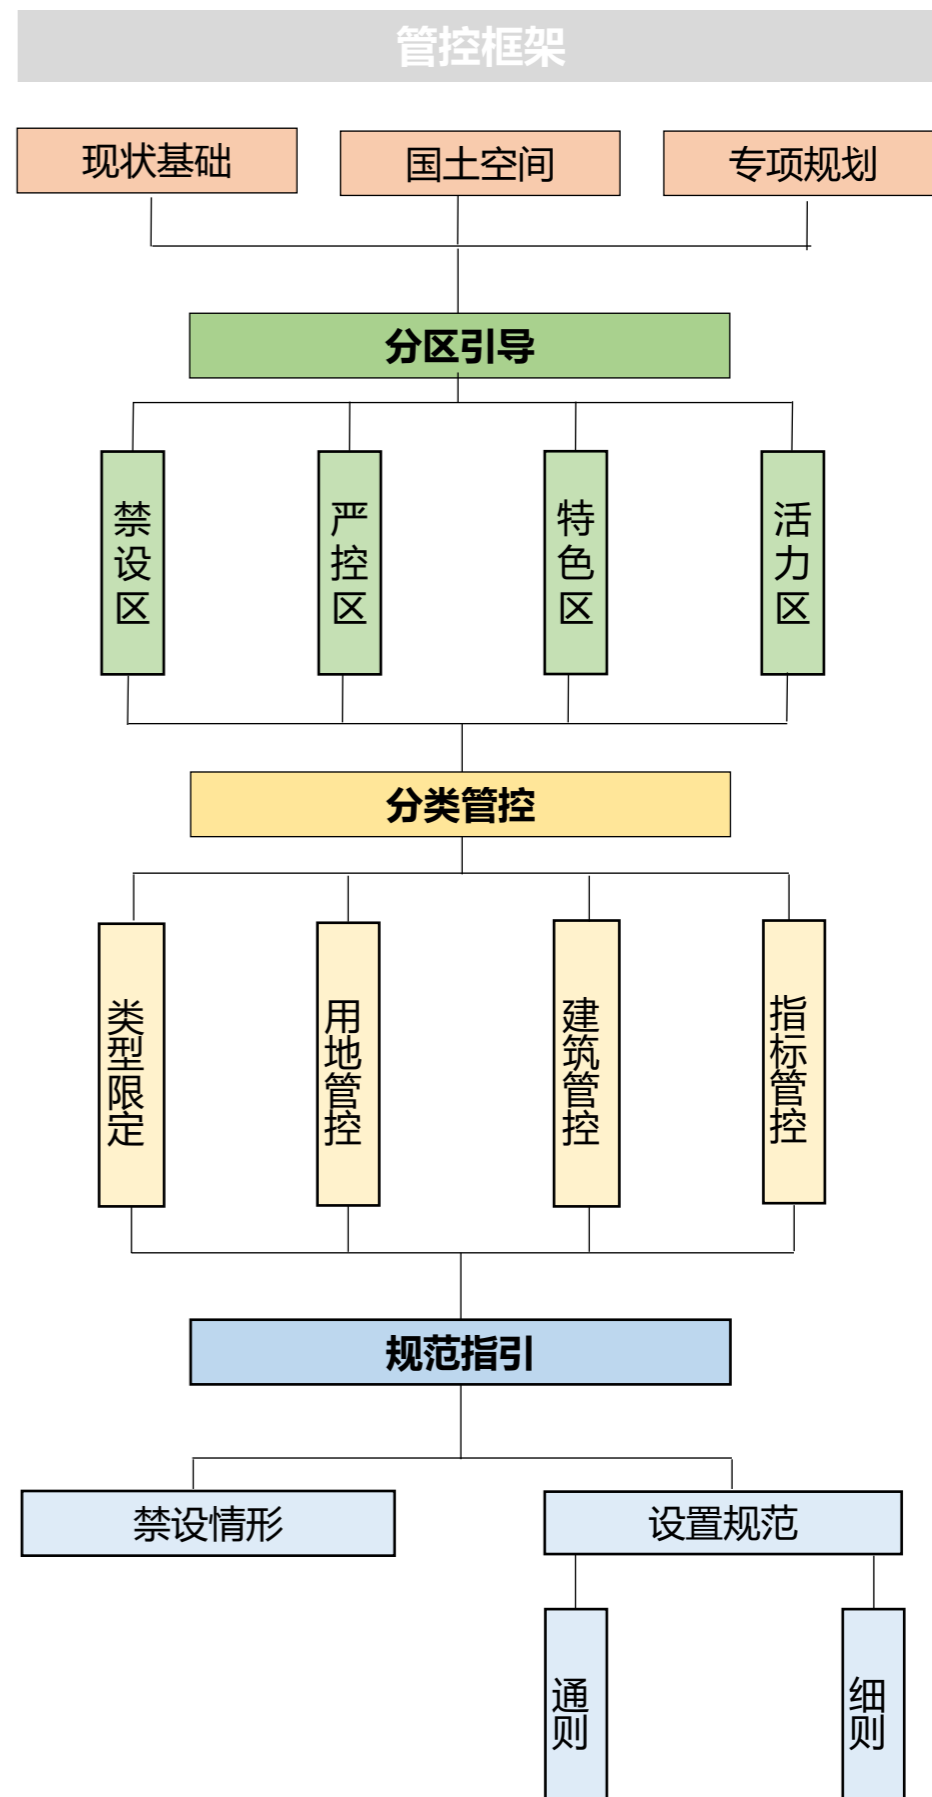 管控框架
现状基础
国土空间
专项规划
分区引导
禁设区
严控区
特色区
活力区
分类管控
类型限定
用地管控
建筑管控
指标管控
规范指引
禁设情形
设置规范
通则
细则